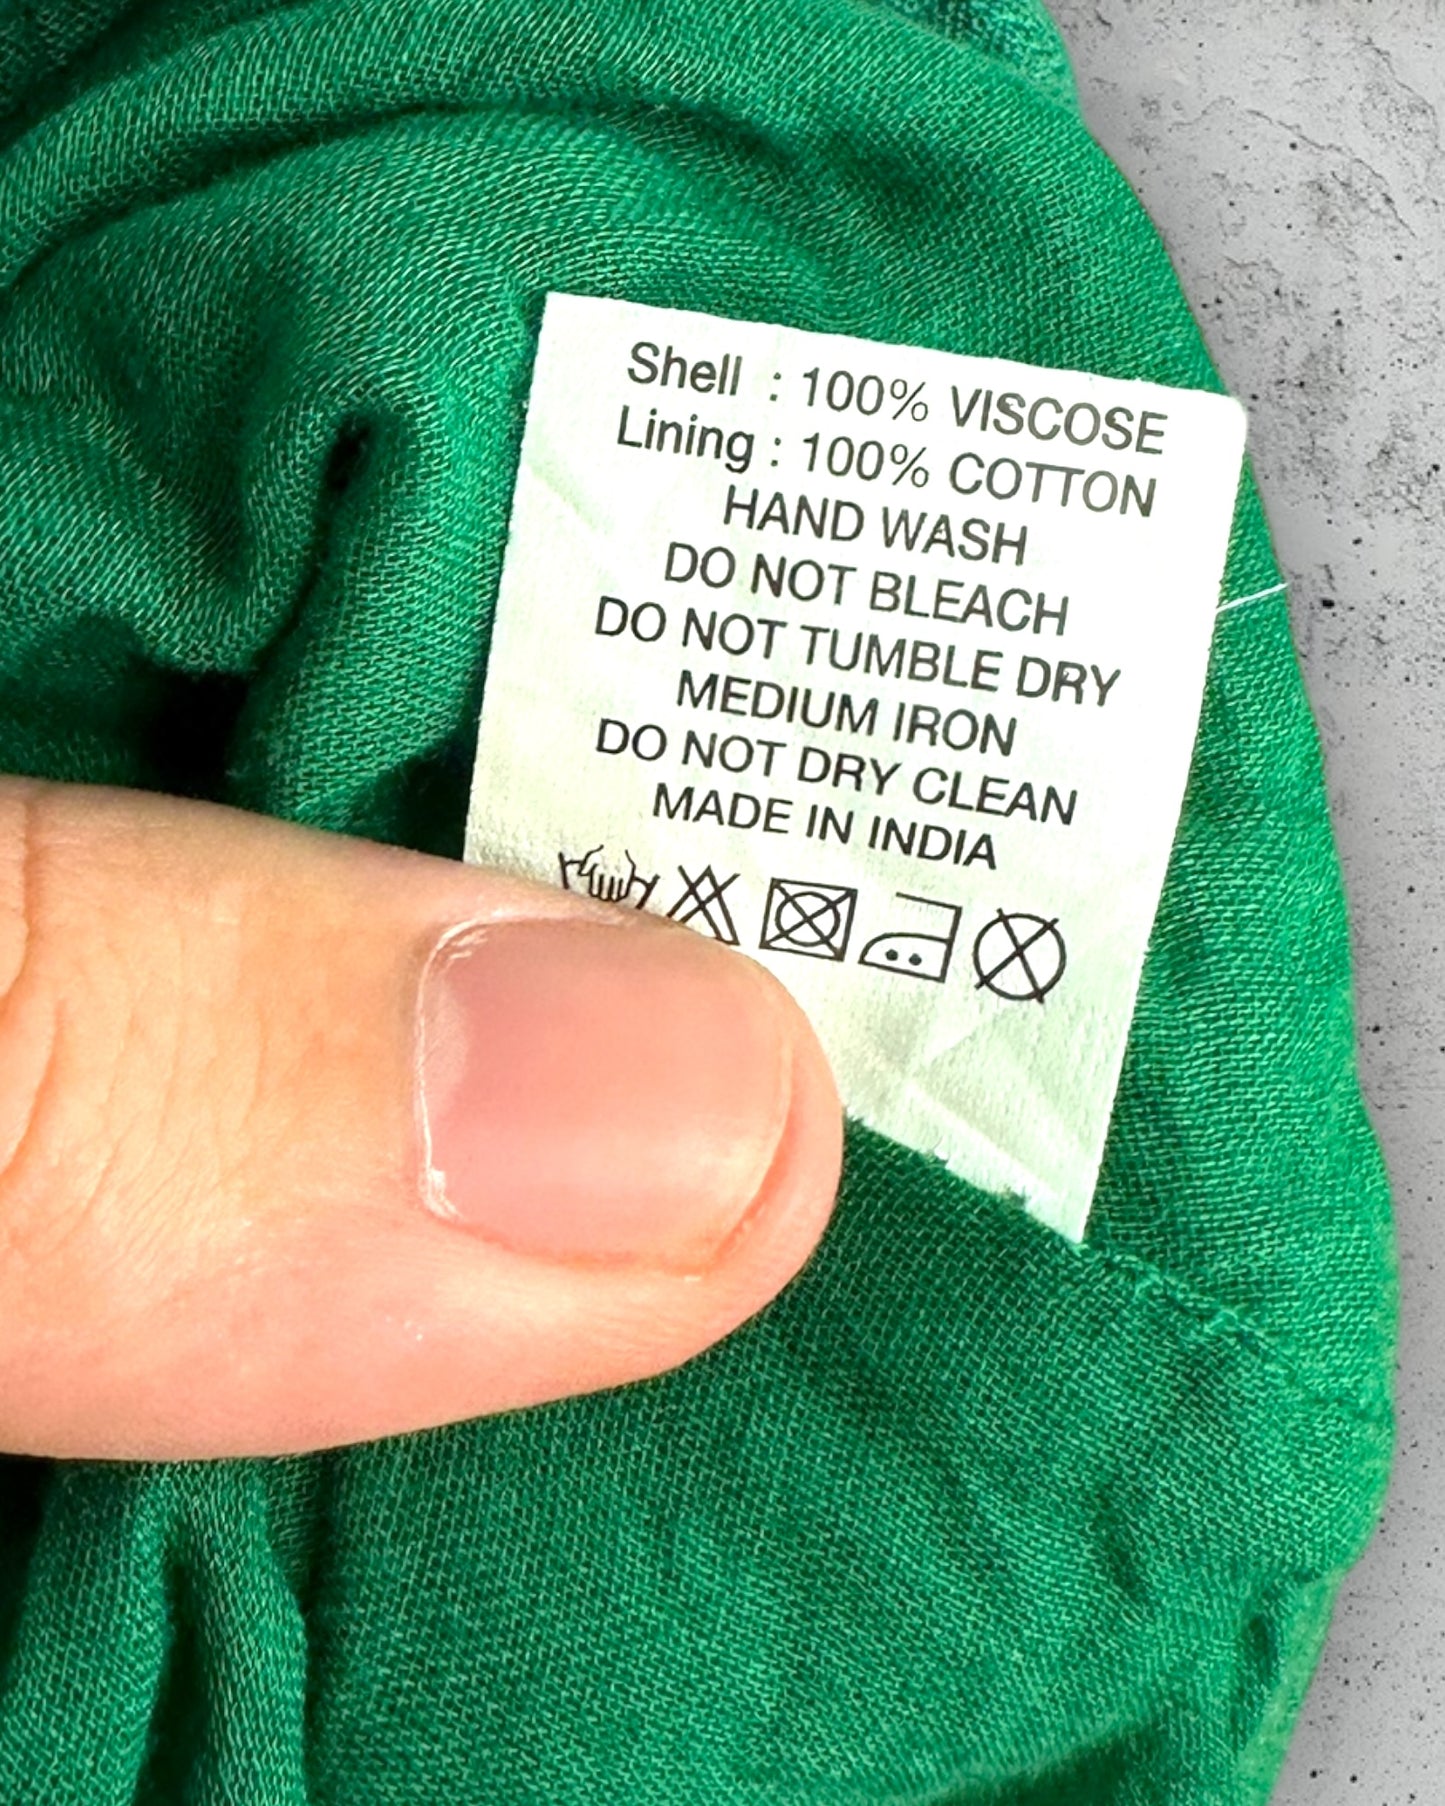 Shell : 100% VISCOSE
Lining : 100% COTTON
HAND WASH
DO NOT BLEACH
DO NOT TUMBLE DRY
MEDIUM IRON
DO NOT DRY CLEAN
MADE IN INDIA